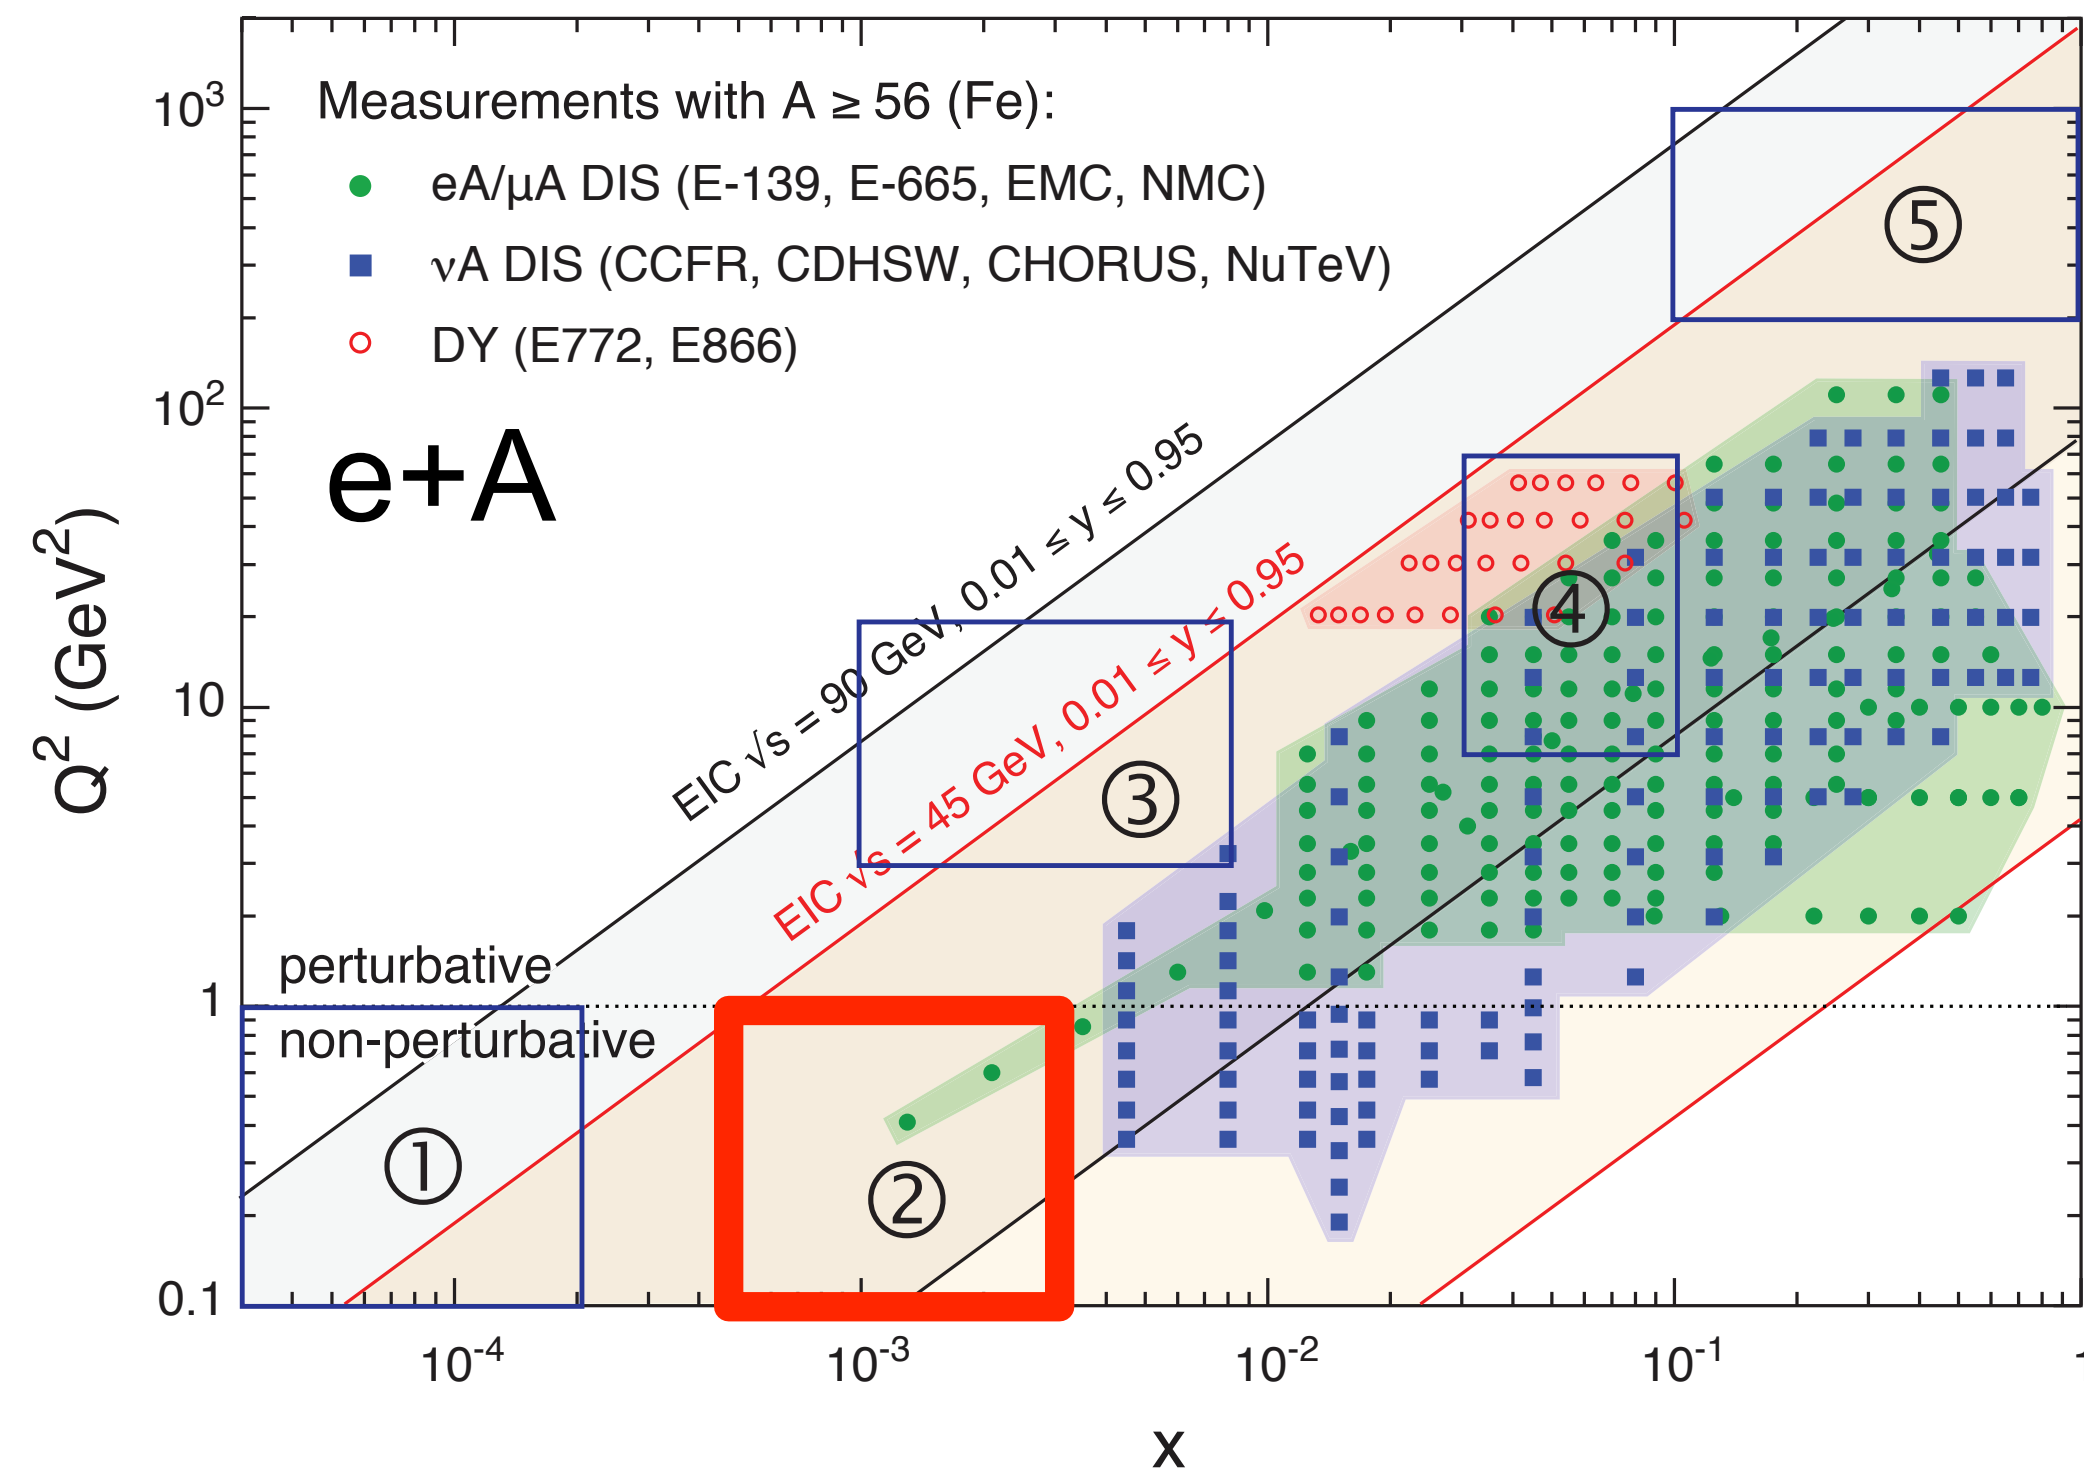 Measurements with A ≥ 56 (Fe):
eA/μA DIS (E-139, E-665, EMC, NMC)
νA DIS (CCFR, CDHSW, CHORUS, NuTeV)
DY (E772, E866)
e+A
EIC √s = 90 GeV, 0.01 ≤ y ≤ 0.95
EIC √s = 45 GeV, 0.01 ≤ y ≤ 0.95
perturbative
non-perturbative
①
②
③
④
⑤
Q² (GeV²)
10³
10²
10
1
0.1
10⁻⁴
10⁻³
10⁻²
10⁻¹
1
x